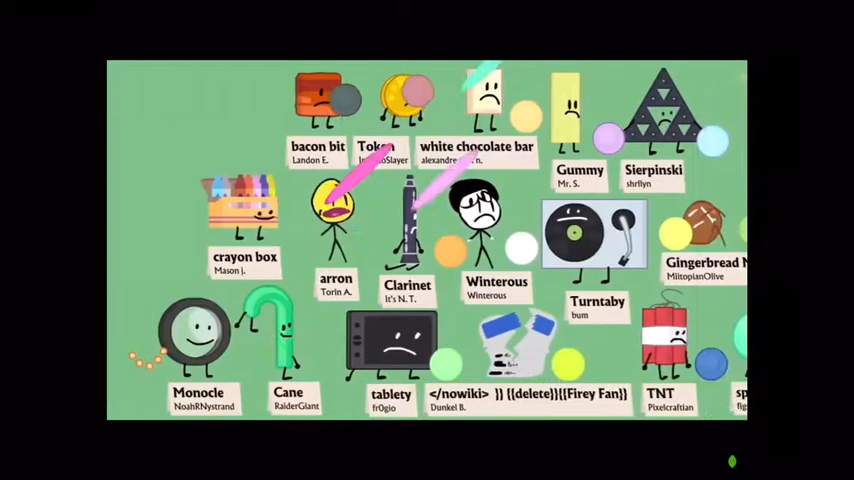 bacon bit
Landon E.
Token
white chocolate bar
Gummy
Mr. S.
Sierpinski
shrllyn
crayon box
Mason J.
arron
Torin A.
Clarinet
It's N. T.
Winterous
Winterous
Turntaby
bum
Gingerbread
MiitopianOlive
Monocle
NoahRNystrand
Cane
RaiderGiant
tablety
fr0gio
</nowiki> }} {{delete}}{{Firey Fan}}
Dunkel B.
TNT
Pixelcraftian